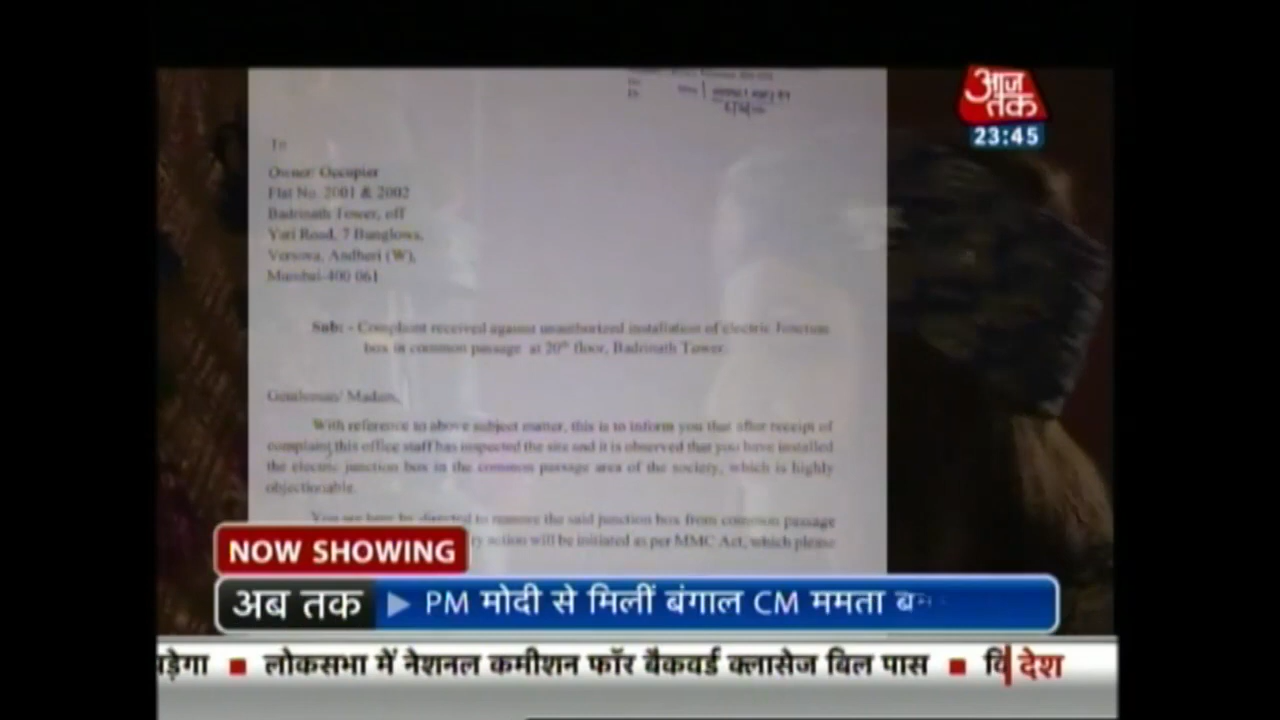 आज
तक
23:45
To
Owner/ Occupier
Flat No. 2001 & 2002
Badrinath Tower, off
Yari Road, 7 Bunglows,
Versova, Andheri (W),
Mumbai-400 061
Sub: - Complaint received against unauthorized installation of electric Junction
box in common passage at 20th floor, Badrinath Tower.
Gentleman/ Madam,
With reference to above subject matter, this is to inform you that after receipt of
complaint this office staff has inspected the site and it is observed that you have installed
the electric junction box in the common passage area of the society, which is highly
objectionable.
You are here by directed to remove the said junction box from common passage
action will be initiated as per MMC Act, which please
NOW SHOWING
अब तक
PM मोदी से मिलीं बंगाल CM ममता
ड़ेगा ■ लोकसभा में नेशनल कमीशन फॉर बैकवर्ड क्लासेज बिल पास ■ देश